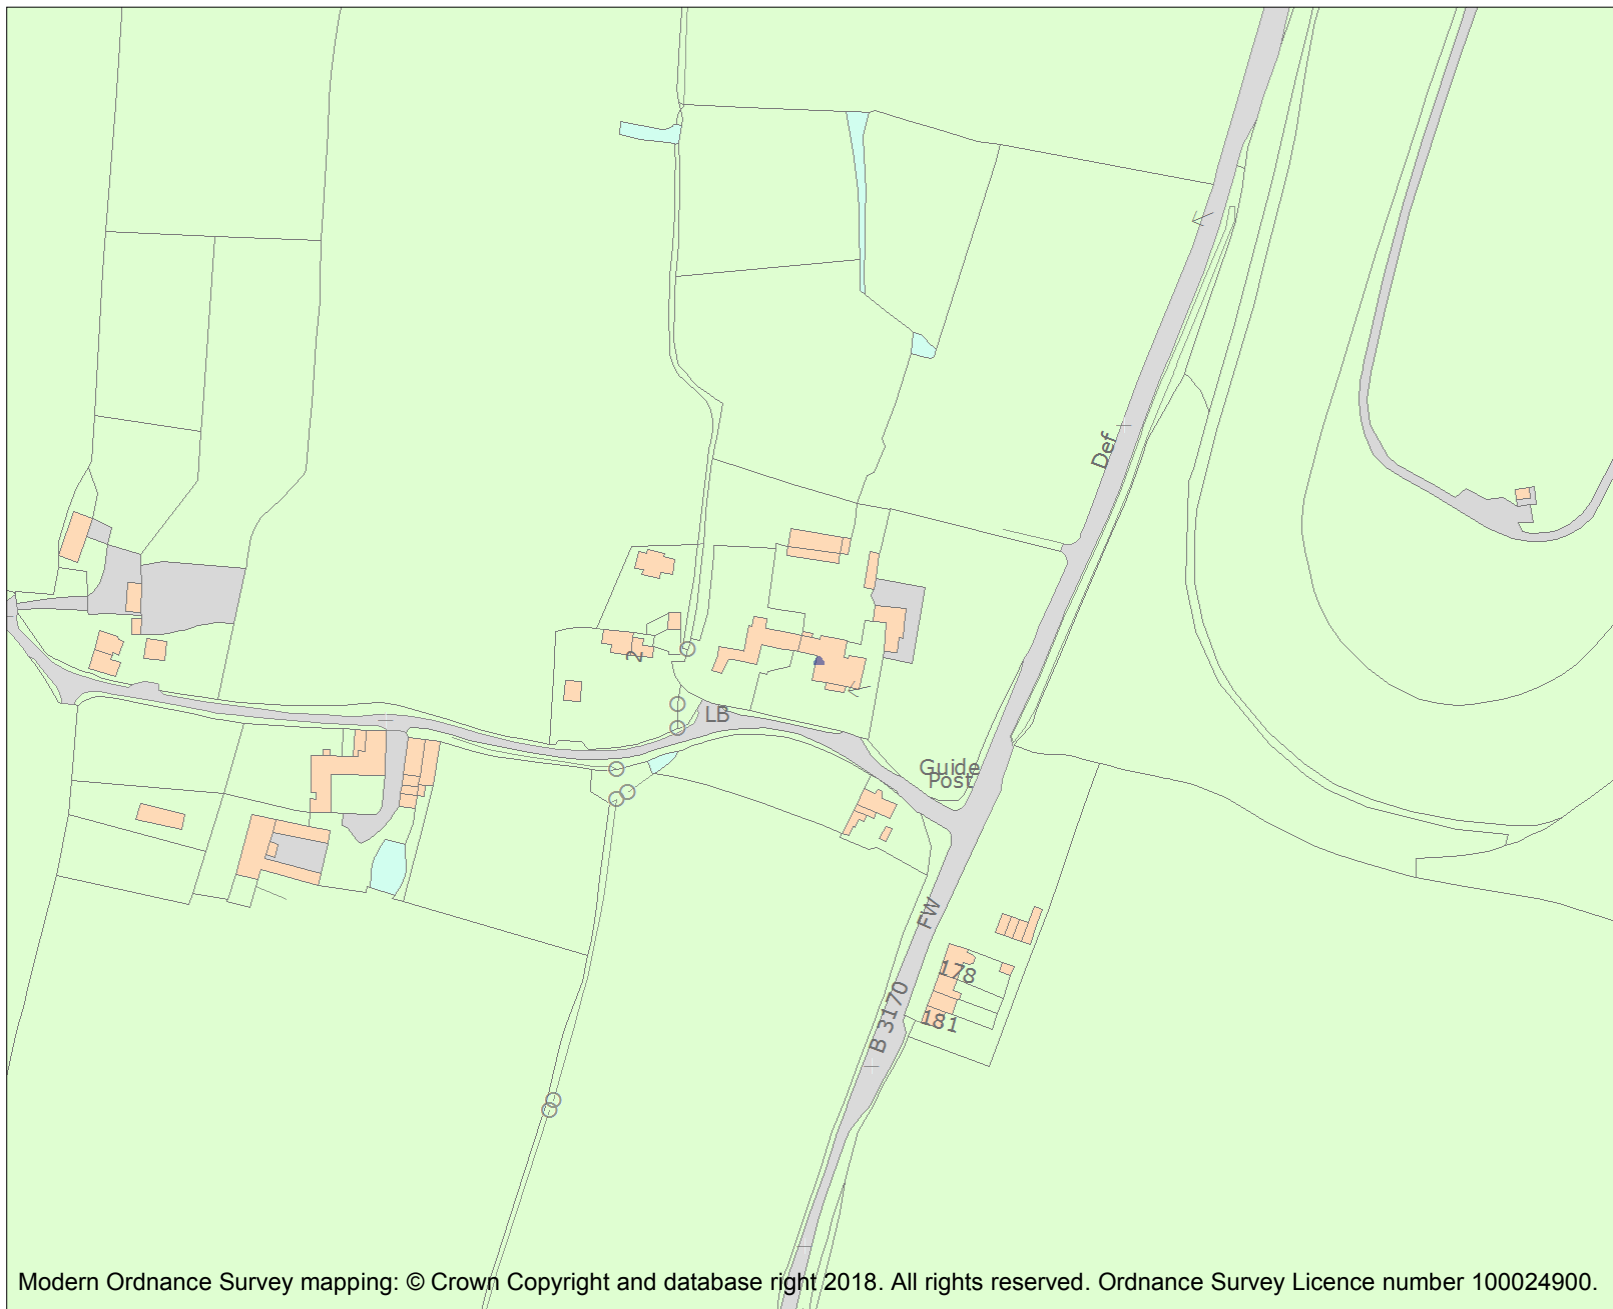 Def
2
LB
Guide
Post
FW
178
B 3170
181
Modern Ordnance Survey mapping: © Crown Copyright and database right 2018. All rights reserved. Ordnance Survey Licence number 100024900.